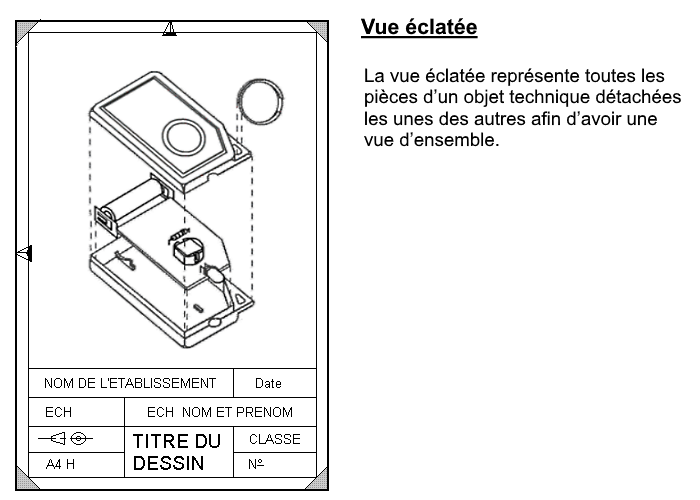 Vue éclatée
La vue éclatée représente toutes les
pièces d'un objet technique détachées
les unes des autres afin d'avoir une
vue d'ensemble.
NOM DE L'ETABLISSEMENT
Date
ECH
ECH NOM ET PRENOM
TITRE DU
DESSIN
CLASSE
A4 H
Nº